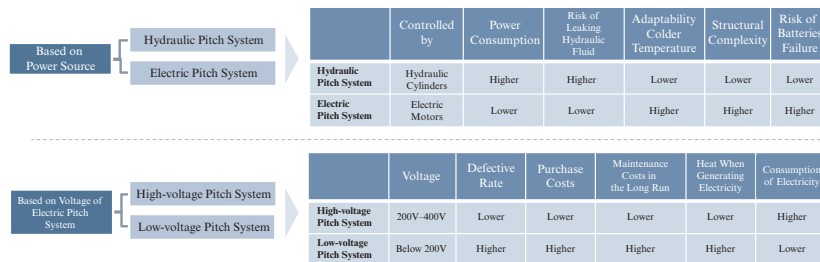 Based on
Power Source
Hydraulic Pitch System
Electric Pitch System
Controlled
by
Power
Consumption
Risk of
Leaking
Hydraulic
Fluid
Adaptability
Colder
Temperature
Structural
Complexity
Risk of
Batteries
Failure
Hydraulic
Pitch System
Hydraulic
Cylinders
Higher
Higher
Lower
Lower
Lower
Electric
Pitch System
Electric
Motors
Lower
Lower
Higher
Higher
Higher
Based on Voltage of
Electric Pitch
System
High-voltage Pitch System
Low-voltage Pitch System
Voltage
Defective
Rate
Purchase
Costs
Maintenance
Costs in
the Long Run
Heat When
Generating
Electricity
Consumption
of Electricity
High-voltage
Pitch System
200V–400V
Lower
Lower
Lower
Lower
Higher
Low-voltage
Pitch System
Below 200V
Higher
Higher
Higher
Higher
Lower